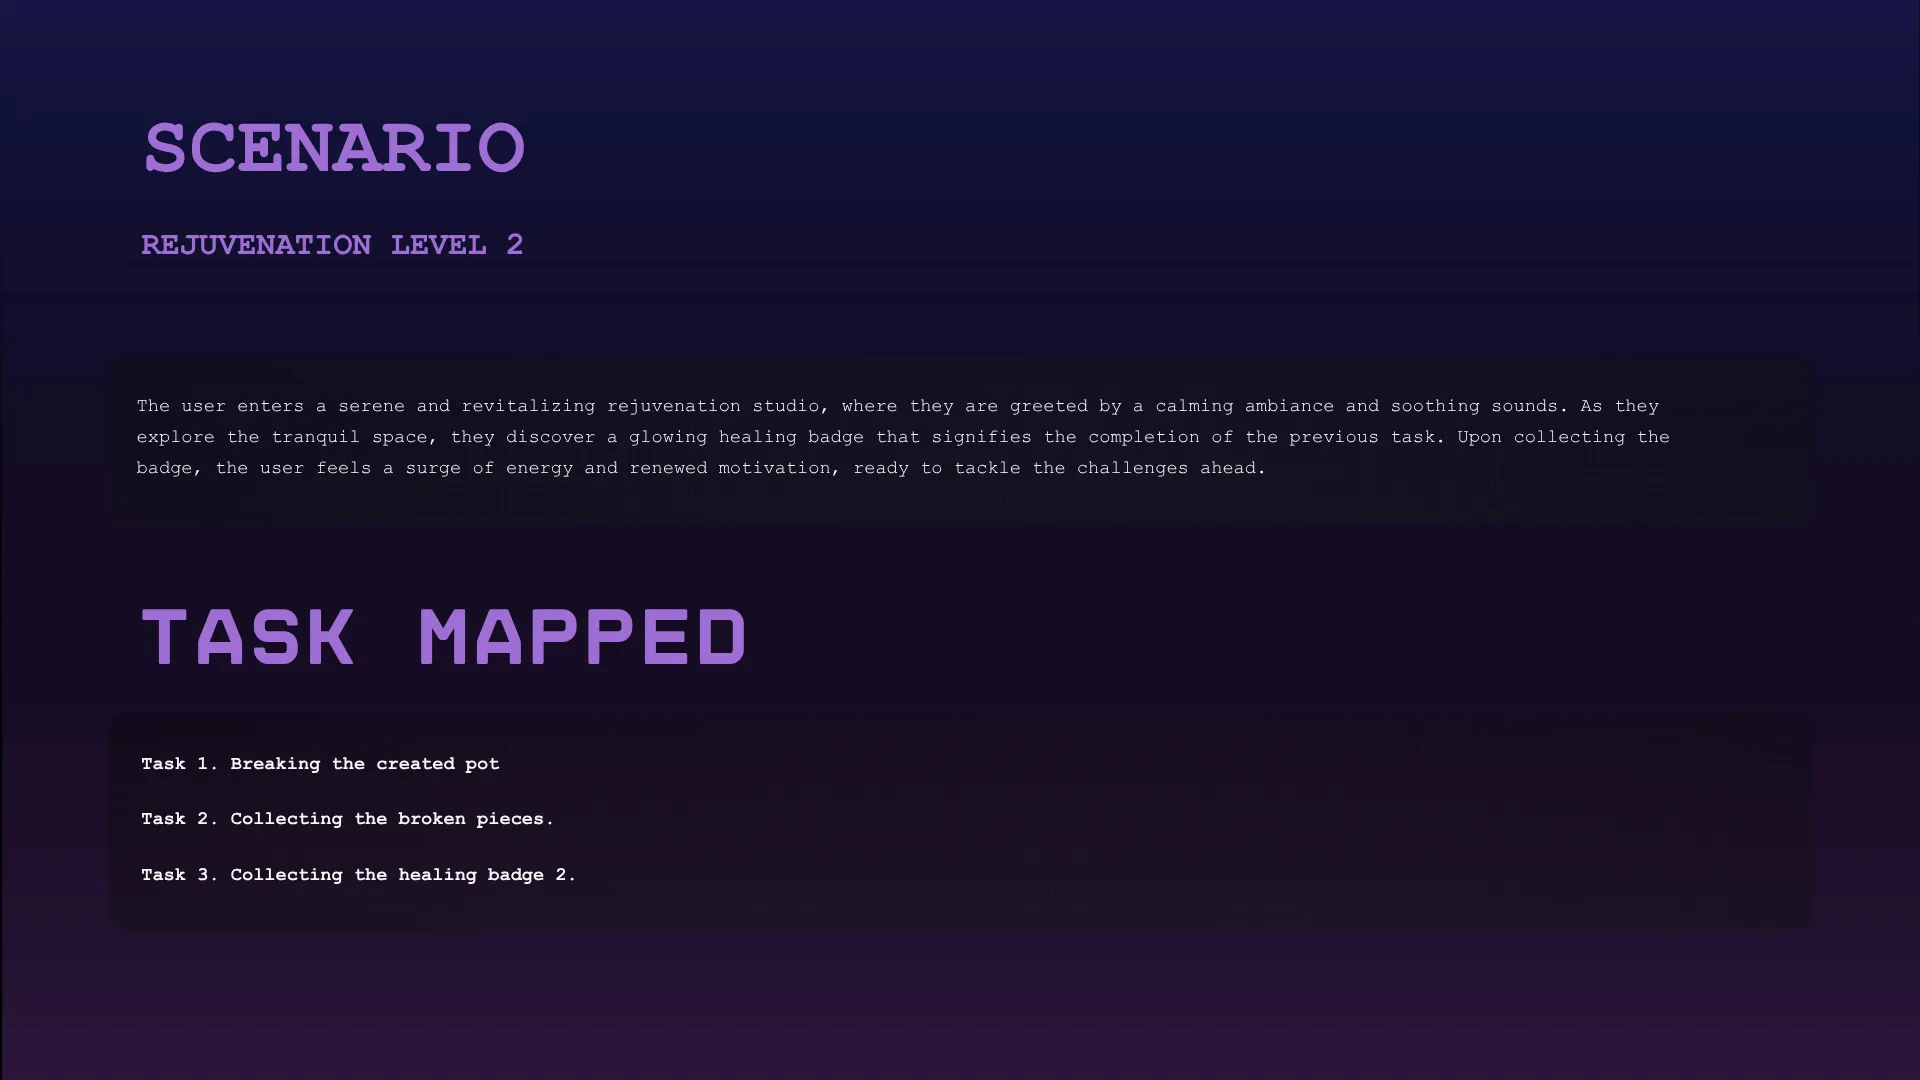 SCENARIO
REJUVENATION LEVEL 2
The user enters a serene and revitalizing rejuvenation studio, where they are greeted by a calming ambiance and soothing sounds. As they
explore the tranquil space, they discover a glowing healing badge that signifies the completion of the previous task. Upon collecting the
badge, the user feels a surge of energy and renewed motivation, ready to tackle the challenges ahead.
TASK MAPPED
Task 1. Breaking the created pot
Task 2. Collecting the broken pieces.
Task 3. Collecting the healing badge 2.